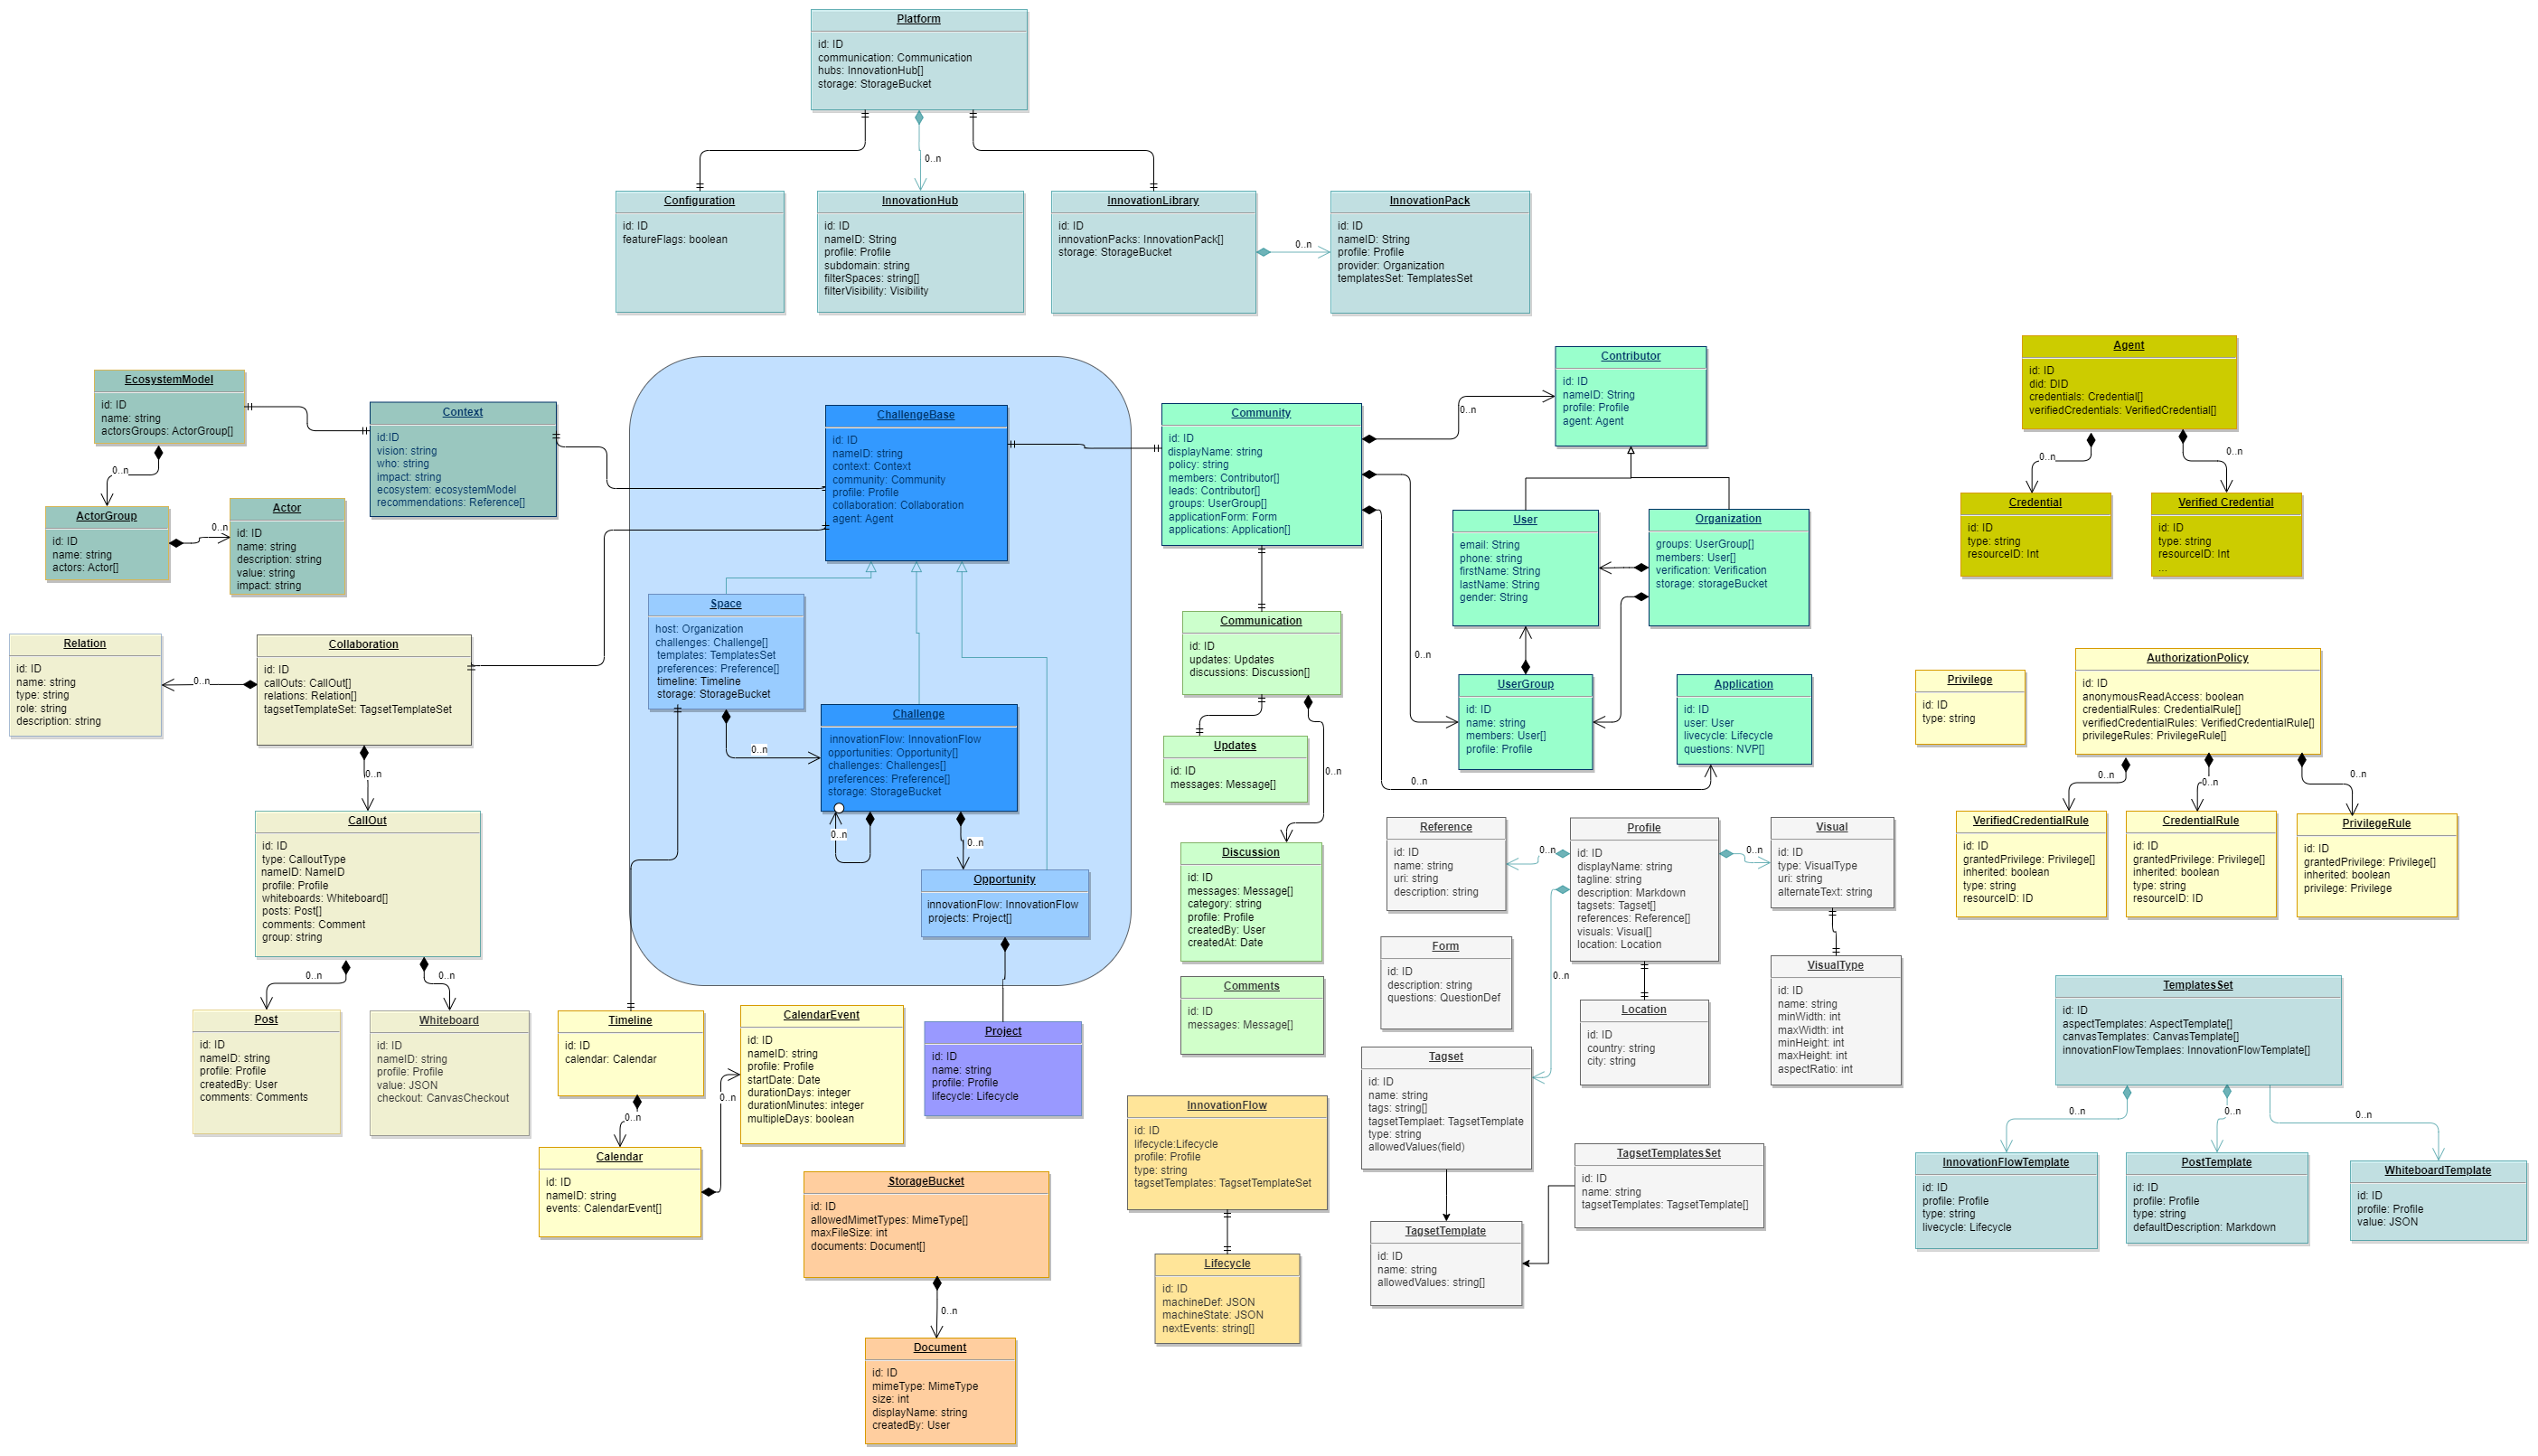 Platform
id: ID
communication: Communication
hubs: InnovationHub[]
storage: StorageBucket
0..n
Configuration
id: ID
featureFlags: boolean
InnovationHub
id: ID
nameID: String
profile: Profile
subdomain: string
filterSpaces: string[]
filterVisibility: Visibility
InnovationLibrary
id: ID
innovationPacks: InnovationPack[]
storage: StorageBucket
0..n
InnovationPack
id: ID
nameID: String
profile: Profile
provider: Organization
templatesSet: TemplatesSet
EcosystemModel
id: ID
name: string
actorsGroups: ActorGroup[]
0..n
ActorGroup
id: ID
name: string
actors: Actor[]
0..n
Actor
id: ID
name: string
description: string
value: string
impact: string
Context
id:ID
vision: string
who: string
impact: string
ecosystem: ecosystemModel
recommendations: Reference[]
ChallengeBase
id: ID
nameID: string
context: Context
community: Community
profile: Profile
collaboration: Collaboration
agent: Agent
Space
host: Organization
challenges: Challenge[]
templates: TemplatesSet
preferences: Preference[]
timeline: Timeline
storage: StorageBucket
0..n
Challenge
innovationFlow: InnovationFlow
opportunities: Opportunity[]
challenges: Challenges[]
preferences: Preference[]
storage: StorageBucket
0..n
0..n
Opportunity
innovationFlow: InnovationFlow
projects: Project[]
Project
id: ID
name: string
profile: Profile
lifecycle: Lifecycle
Community
id: ID
displayName: string
policy: string
members: Contributor[]
leads: Contributor[]
groups: UserGroup[]
applicationForm: Form
applications: Application[]
0..n
0..n
0..n
Contributor
id: ID
nameID: String
profile: Profile
agent: Agent
User
email: String
phone: string
firstName: String
lastName: String
gender: String
Organization
groups: UserGroup[]
members: User[]
verification: Verification
storage: storageBucket
UserGroup
id: ID
name: string
members: User[]
profile: Profile
Application
id: ID
user: User
livecycle: Lifecycle
questions: NVP[]
Communication
id: ID
updates: Updates
discussions: Discussion[]
0..n
Updates
id: ID
messages: Message[]
Discussion
id: ID
messages: Message[]
category: string
profile: Profile
createdBy: User
createdAt: Date
Comments
id: ID
messages: Message[]
Agent
id: ID
did: DID
credentials: Credential[]
verifiedCredentials: VerifiedCredential[]
0..n
0..n
Credential
id: ID
type: string
resourceID: Int
Verified Credential
id: ID
type: string
resourceID: Int
...
Relation
id: ID
name: string
type: string
role: string
description: string
0..n
Collaboration
id: ID
callOuts: CallOut[]
relations: Relation[]
tagsetTemplateSet: TagsetTemplateSet
0..n
CallOut
id: ID
type: CalloutType
nameID: NameID
profile: Profile
whiteboards: Whiteboard[]
posts: Post[]
comments: Comment
group: string
0..n
0..n
Post
id: ID
nameID: string
profile: Profile
createdBy: User
comments: Comments
Whiteboard
id: ID
nameID: string
profile: Profile
value: JSON
checkout: CanvasCheckout
Timeline
id: ID
calendar: Calendar
0..n
Calendar
id: ID
nameID: string
events: CalendarEvent[]
0..n
CalendarEvent
id: ID
nameID: string
profile: Profile
startDate: Date
durationDays: integer
durationMinutes: integer
multipleDays: boolean
StorageBucket
id: ID
allowedMimetTypes: MimeType[]
maxFileSize: int
documents: Document[]
0..n
Document
id: ID
mimeType: MimeType
size: int
displayName: string
createdBy: User
InnovationFlow
id: ID
lifecycle:Lifecycle
profile: Profile
type: string
tagsetTemplates: TagsetTemplateSet
Lifecycle
id: ID
machineDef: JSON
machineState: JSON
nextEvents: string[]
Reference
id: ID
name: string
uri: string
description: string
0..n
Profile
id: ID
displayName: string
tagline: string
description: Markdown
tagsets: Tagset[]
references: Reference[]
visuals: Visual[]
location: Location
0..n
0..n
Visual
id: ID
type: VisualType
uri: string
alternateText: string
Form
id: ID
description: string
questions: QuestionDef
Location
id: ID
country: string
city: string
VisualType
id: ID
name: string
minWidth: int
maxWidth: int
minHeight: int
maxHeight: int
aspectRatio: int
Tagset
id: ID
name: string
tags: string[]
tagsetTemplaet: TagsetTemplate
type: string
allowedValues(field)
TagsetTemplatesSet
id: ID
name: string
tagsetTemplates: TagsetTemplate[]
TagsetTemplate
id: ID
name: string
allowedValues: string[]
Privilege
id: ID
type: string
AuthorizationPolicy
id: ID
anonymousReadAccess: boolean
credentialRules: CredentialRule[]
verifiedCredentialRules: VerifiedCredentialRule[]
privilegeRules: PrivilegeRule[]
0..n
0..n
0..n
VerifiedCredentialRule
id: ID
grantedPrivilege: Privilege[]
inherited: boolean
type: string
resourceID: ID
CredentialRule
id: ID
grantedPrivilege: Privilege[]
inherited: boolean
type: string
resourceID: ID
PrivilegeRule
id: ID
grantedPrivilege: Privilege[]
inherited: boolean
privilege: Privilege
TemplatesSet
id: ID
aspectTemplates: AspectTemplate[]
canvasTemplates: CanvasTemplate[]
innovationFlowTemplaes: InnovationFlowTemplate[]
0..n
0..n
0..n
InnovationFlowTemplate
id: ID
profile: Profile
type: string
livecycle: Lifecycle
PostTemplate
id: ID
profile: Profile
type: string
defaultDescription: Markdown
WhiteboardTemplate
id: ID
profile: Profile
value: JSON